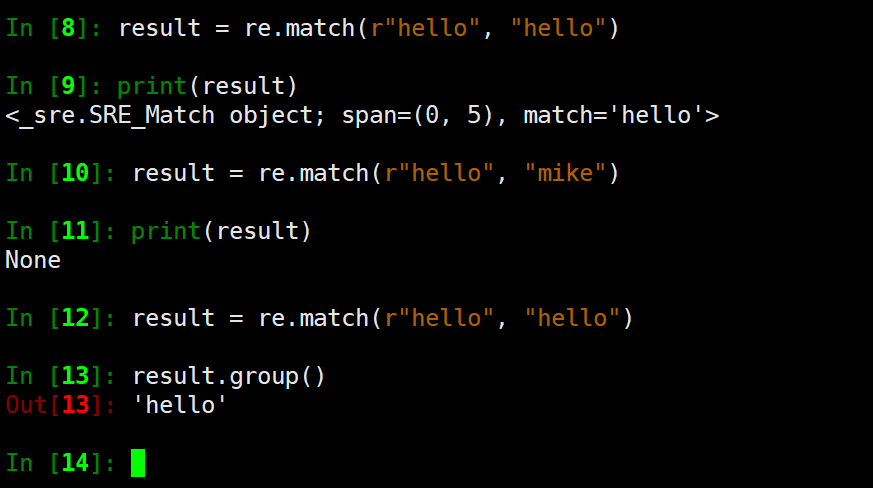 In [8]: result = re.match(r"hello", "hello")
In [9]: print(result)
<_sre.SRE_Match object; span=(0, 5), match='hello'>
In [10]: result = re.match(r"hello", "mike")
In [11]: print(result)
None
In [12]: result = re.match(r"hello", "hello")
In [13]: result.group()
Out[13]: 'hello'
In [14]: